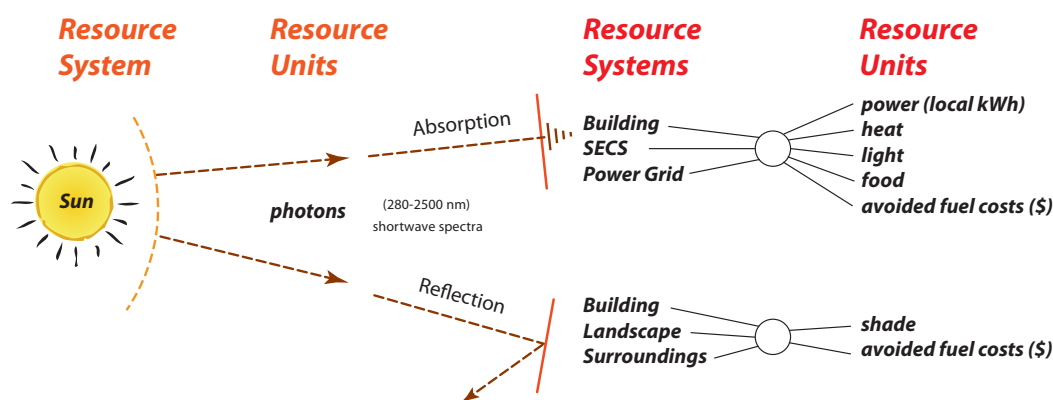 Resource
System
Resource
Units
Resource
Systems
Resource
Units
Sun
photons
(280-2500 nm)
shortwave spectra
Absorption
Building
SECS
Power Grid
power (local kWh)
heat
light
food
avoided fuel costs ($)
Reflection
Building
Landscape
Surroundings
shade
avoided fuel costs ($)